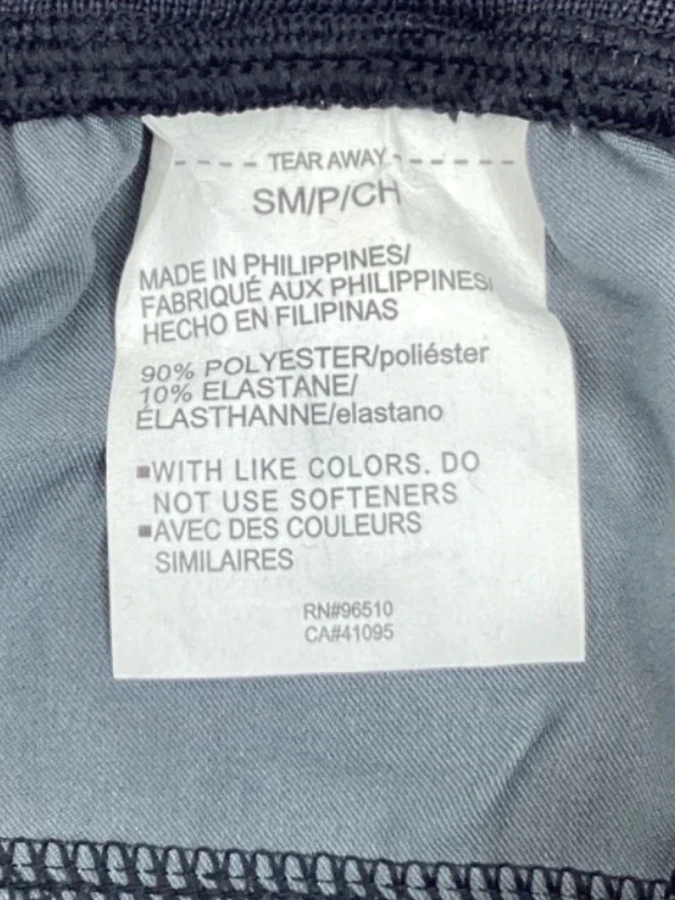 ---- TEAR AWAY ------
SM/P/CH
MADE IN PHILIPPINES/
FABRIQUÉ AUX PHILIPPINES/
HECHO EN FILIPINAS
90% POLYESTER/poliéster
10% ELASTANE/
ÉLASTHANNE/elastano
▪WITH LIKE COLORS. DO
NOT USE SOFTENERS
▪AVEC DES COULEURS
SIMILAIRES
RN#96510
CA#41095